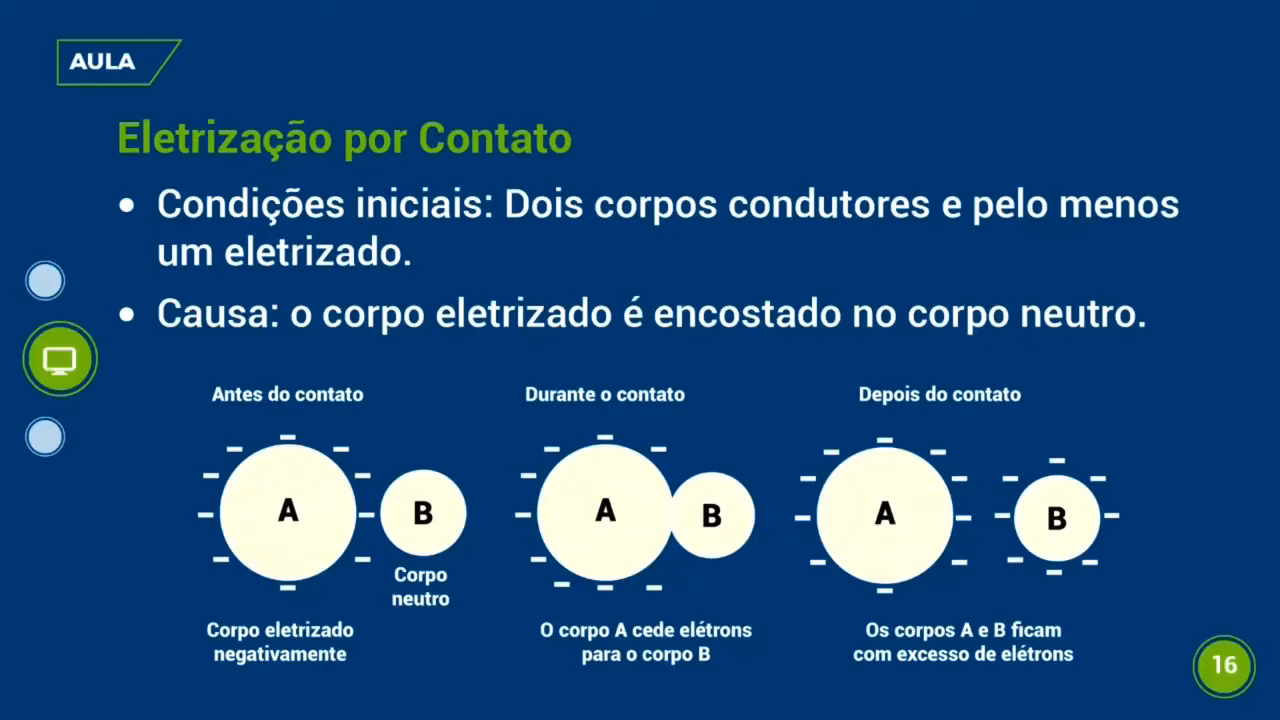 AULA
Eletrização por Contato
• Condições iniciais: Dois corpos condutores e pelo menos
um eletrizado.
• Causa: o corpo eletrizado é encostado no corpo neutro.
Antes do contato
Durante o contato
Depois do contato
A
B
A
B
A
B
Corpo
neutro
Corpo eletrizado
negativamente
O corpo A cede elétrons
para o corpo B
Os corpos A e B ficam
com excesso de elétrons
16